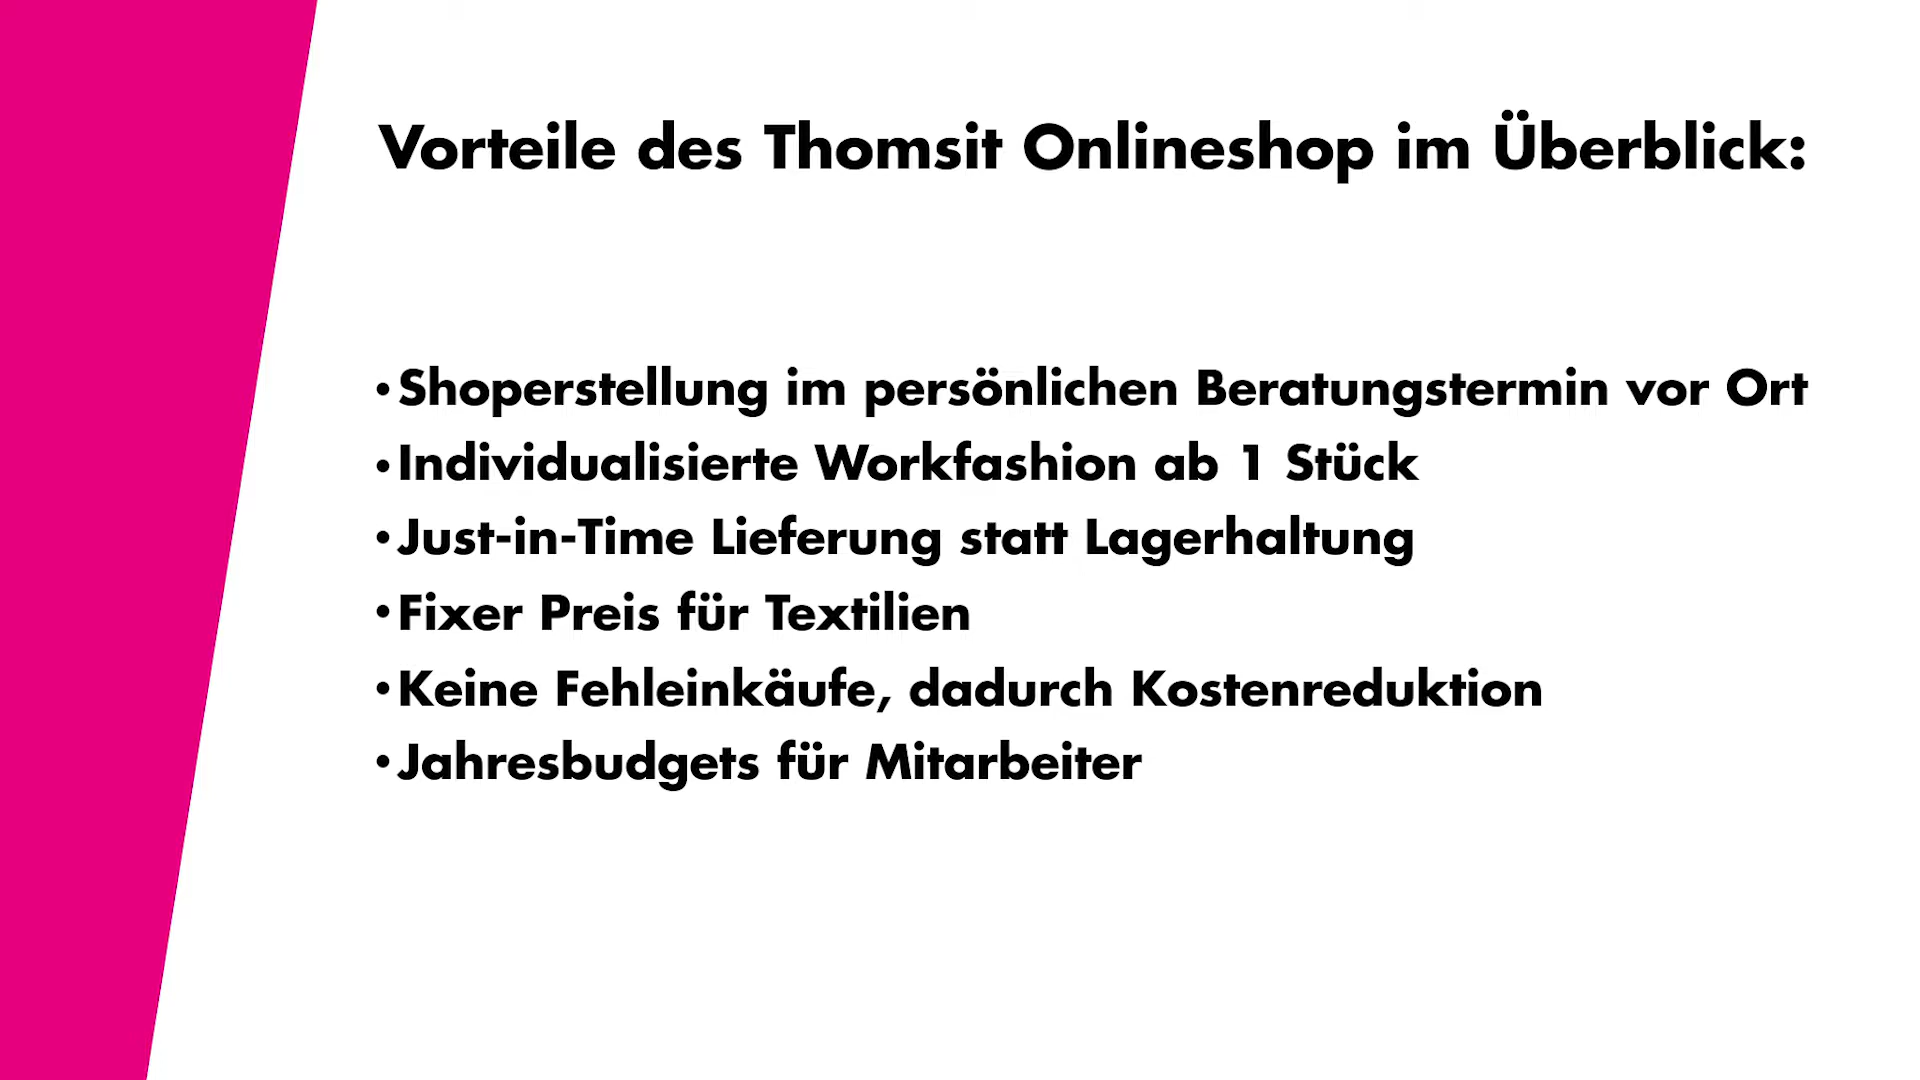 Vorteile des Thomsit Onlineshop im Überblick:
• Shoperstellung im persönlichen Beratungstermin vor Ort
• Individualisierte Workfashion ab 1 Stück
• Just-in-Time Lieferung statt Lagerhaltung
• Fixer Preis für Textilien
• Keine Fehleinkäufe, dadurch Kostenreduktion
• Jahresbudgets für Mitarbeiter